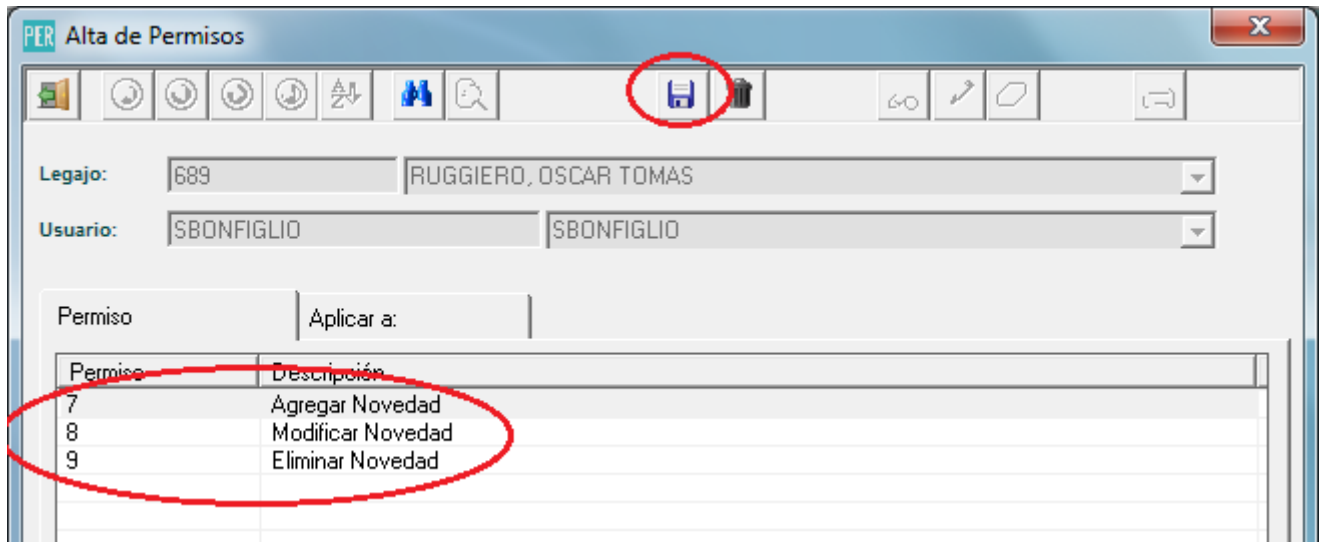 PER Alta de Permisos
Legajo: 689 RUGGIERO, OSCAR TOMAS
Usuario: SBONFIGLIO SBONFIGLIO
Permiso Aplicar a:
Permiso Descripción
7 Agregar Novedad
8 Modificar Novedad
9 Eliminar Novedad